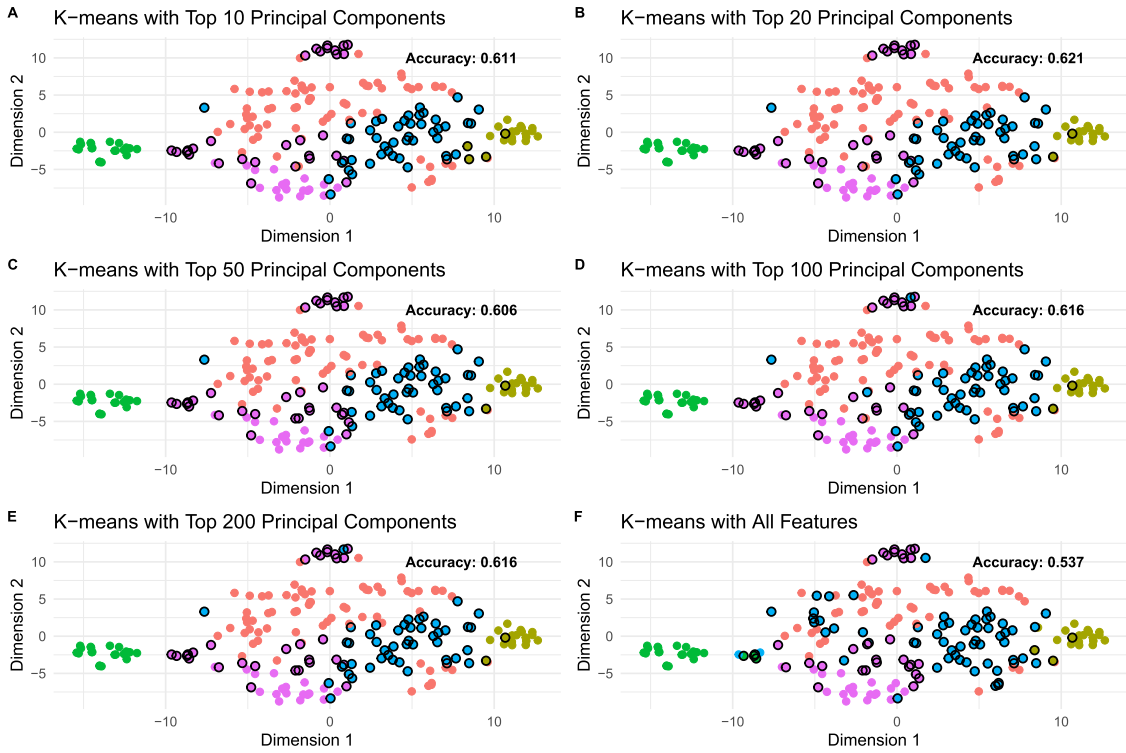 A
K−means with Top 10 Principal Components
Accuracy: 0.611
Dimension 2
10
5
0
−5
−10
0
10
Dimension 1
B
K−means with Top 20 Principal Components
Accuracy: 0.621
Dimension 2
10
5
0
−5
−10
0
10
Dimension 1
C
K−means with Top 50 Principal Components
Accuracy: 0.606
Dimension 2
10
5
0
−5
−10
0
10
Dimension 1
D
K−means with Top 100 Principal Components
Accuracy: 0.616
Dimension 2
10
5
0
−5
−10
0
10
Dimension 1
E
K−means with Top 200 Principal Components
Accuracy: 0.616
Dimension 2
10
5
0
−5
−10
0
10
Dimension 1
F
K−means with All Features
Accuracy: 0.537
Dimension 2
10
5
0
−5
−10
0
10
Dimension 1